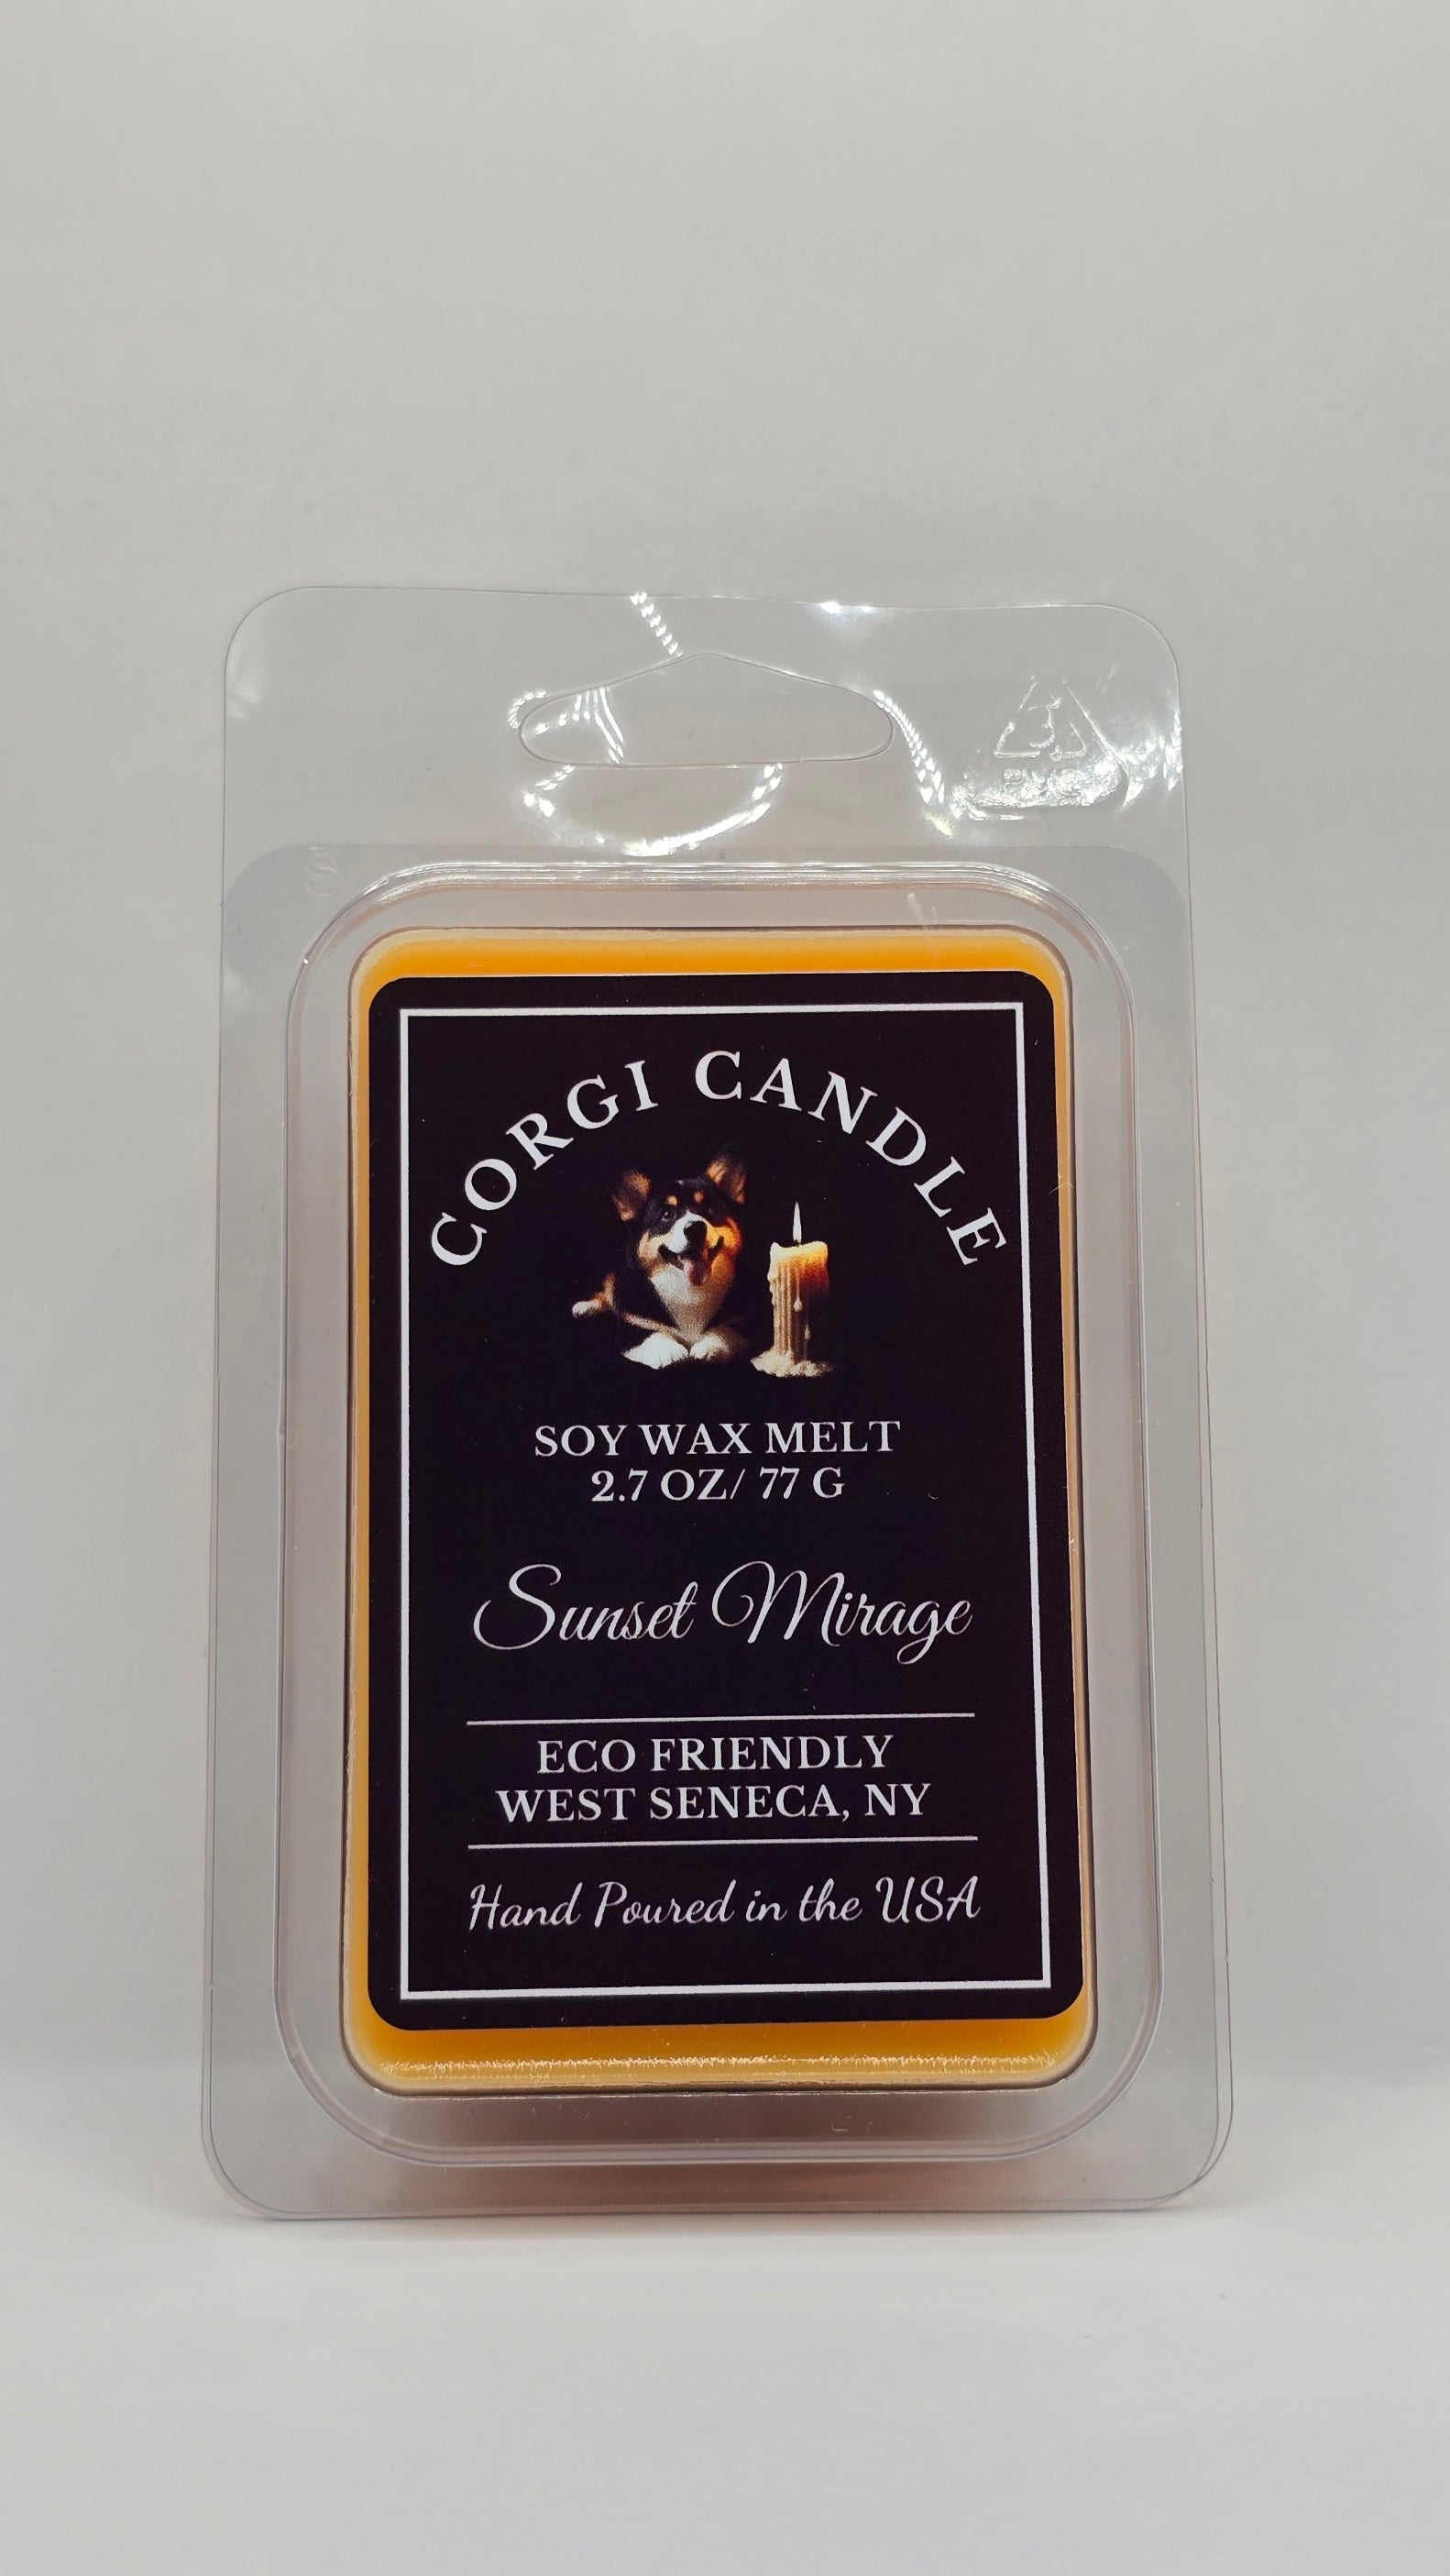 CORGI CANDLE
SOY WAX MELT
2.7 OZ/ 77 G
Sunset Mirage
ECO FRIENDLY
WEST SENECA, NY
Hand Poured in the USA